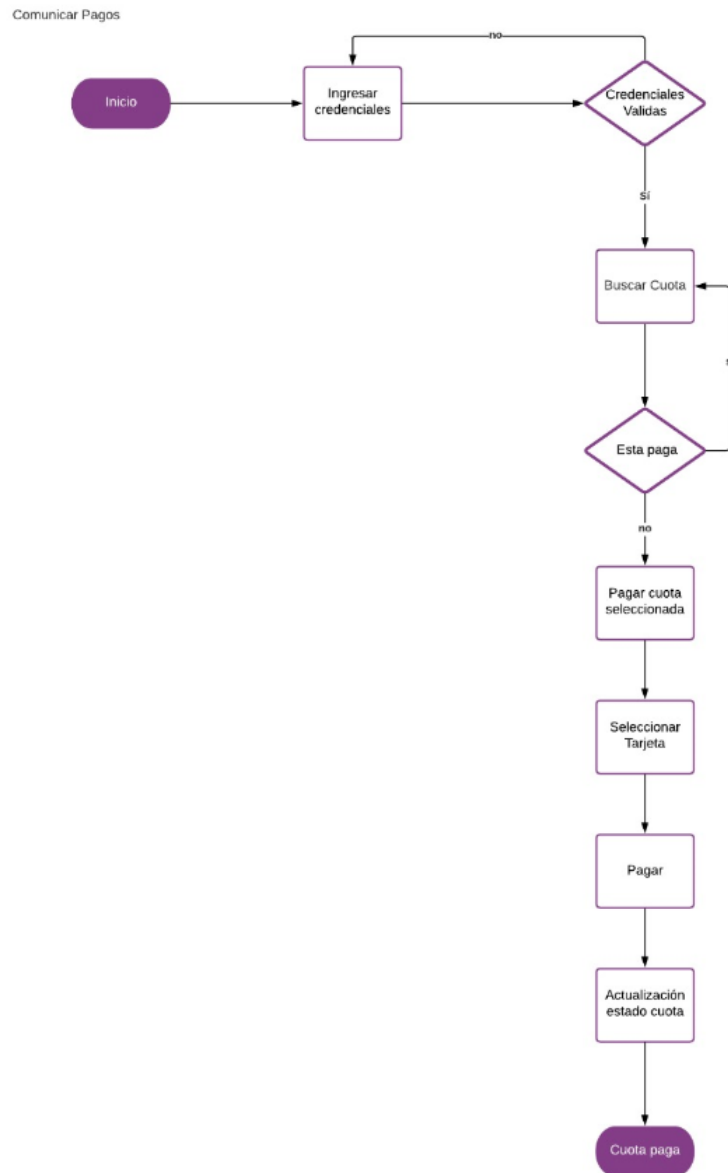 Comunicar Pagos
no
Inicio
Ingresar
credenciales
Credenciales
Validas
Sí
Buscar Cuota
Esta paga
no
Pagar cuota
seleccionada
Seleccionar
Tarjeta
Pagar
Actualización
estado cuota
Cuota paga